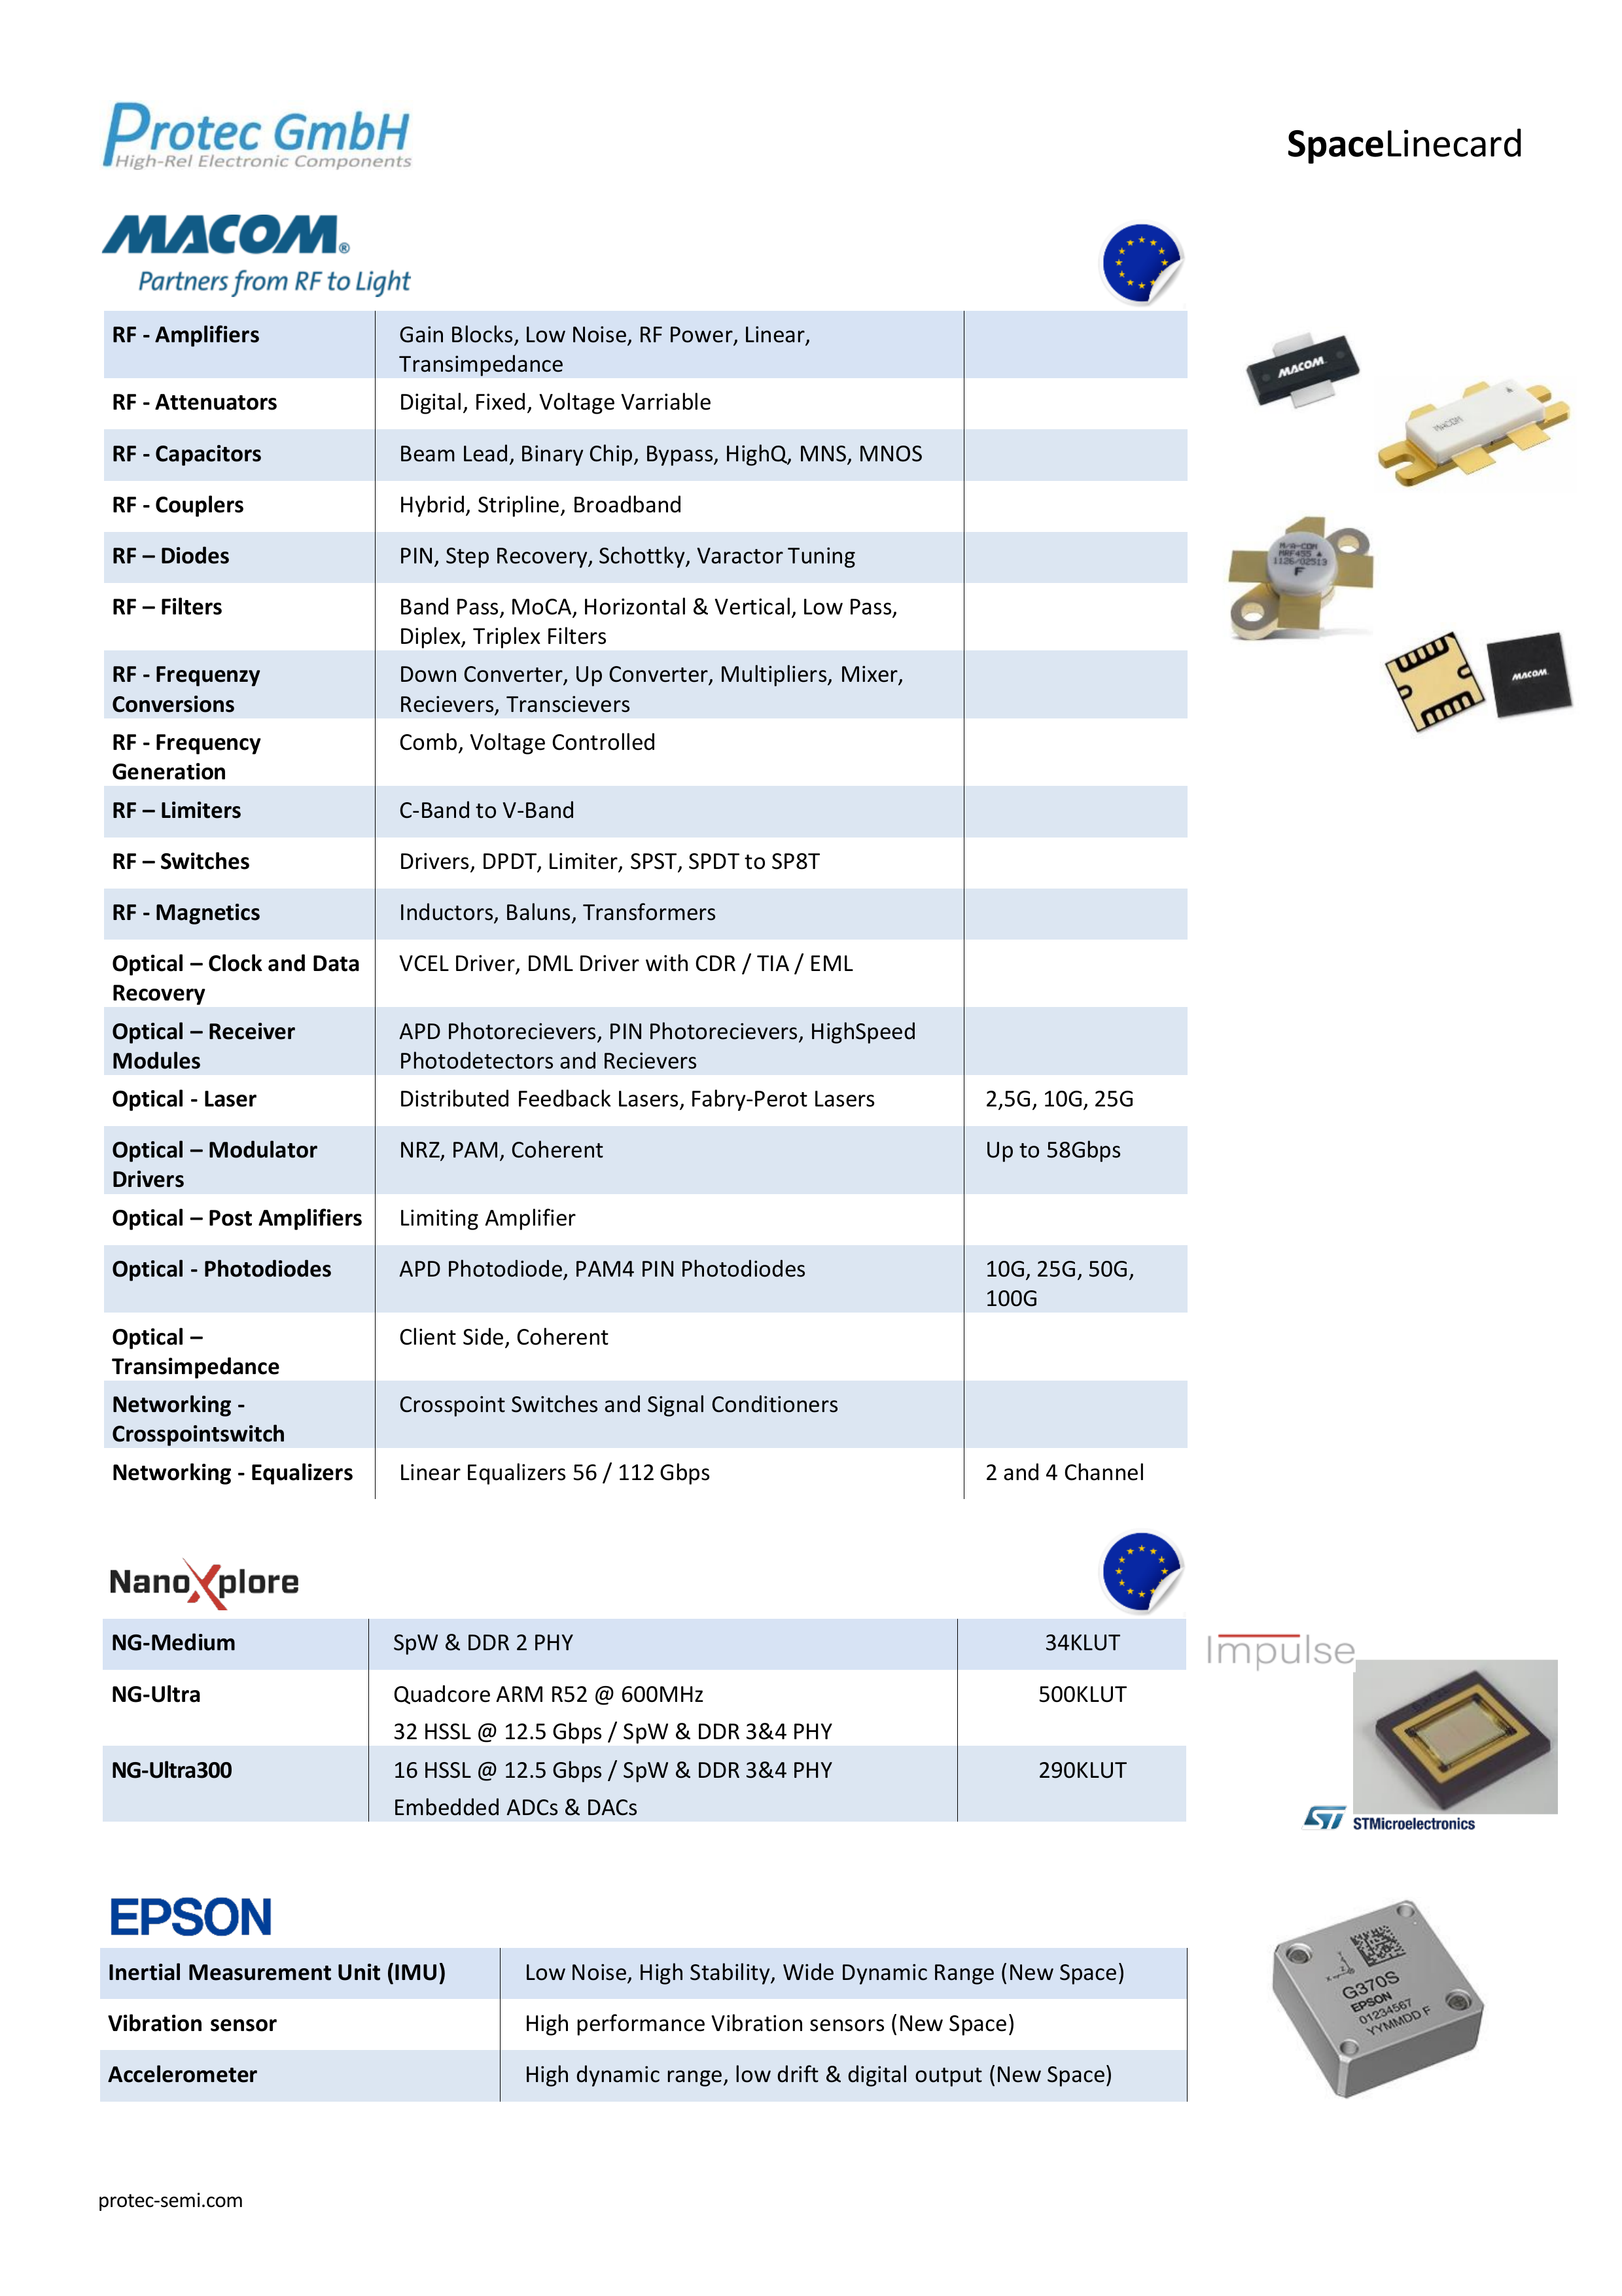 Protec GmbH
High-Rel Electronic Components
SpaceLinecard
MACOM®
Partners from RF to Light
RF - Amplifiers
Gain Blocks, Low Noise, RF Power, Linear,
Transimpedance
RF - Attenuators
Digital, Fixed, Voltage Varriable
RF - Capacitors
Beam Lead, Binary Chip, Bypass, HighQ, MNS, MNOS
RF - Couplers
Hybrid, Stripline, Broadband
RF – Diodes
PIN, Step Recovery, Schottky, Varactor Tuning
RF – Filters
Band Pass, MoCA, Horizontal & Vertical, Low Pass,
Diplex, Triplex Filters
RF - Frequenzy
Conversions
Down Converter, Up Converter, Multipliers, Mixer,
Recievers, Transcievers
RF - Frequency
Generation
Comb, Voltage Controlled
RF – Limiters
C-Band to V-Band
RF – Switches
Drivers, DPDT, Limiter, SPST, SPDT to SP8T
RF - Magnetics
Inductors, Baluns, Transformers
Optical – Clock and Data
Recovery
VCEL Driver, DML Driver with CDR / TIA / EML
Optical – Receiver
Modules
APD Photorecievers, PIN Photorecievers, HighSpeed
Photodetectors and Recievers
Optical - Laser
Distributed Feedback Lasers, Fabry-Perot Lasers
2,5G, 10G, 25G
Optical – Modulator
Drivers
NRZ, PAM, Coherent
Up to 58Gbps
Optical – Post Amplifiers
Limiting Amplifier
Optical - Photodiodes
APD Photodiode, PAM4 PIN Photodiodes
10G, 25G, 50G,
100G
Optical –
Transimpedance
Client Side, Coherent
Networking -
Crosspointswitch
Crosspoint Switches and Signal Conditioners
Networking - Equalizers
Linear Equalizers 56 / 112 Gbps
2 and 4 Channel
MACOM
MACOM
M/A-COM
MRF455
1126/02513
F
MACOM
NanoXplore
NG-Medium
SpW & DDR 2 PHY
34KLUT
NG-Ultra
Quadcore ARM R52 @ 600MHz
32 HSSL @ 12.5 Gbps / SpW & DDR 3&4 PHY
500KLUT
NG-Ultra300
16 HSSL @ 12.5 Gbps / SpW & DDR 3&4 PHY
Embedded ADCs & DACs
290KLUT
Impulse
ST STMicroelectronics
EPSON
Inertial Measurement Unit (IMU)
Low Noise, High Stability, Wide Dynamic Range (New Space)
Vibration sensor
High performance Vibration sensors (New Space)
Accelerometer
High dynamic range, low drift & digital output (New Space)
G370S
EPSON
01234567
YYMMDD F
protec-semi.com